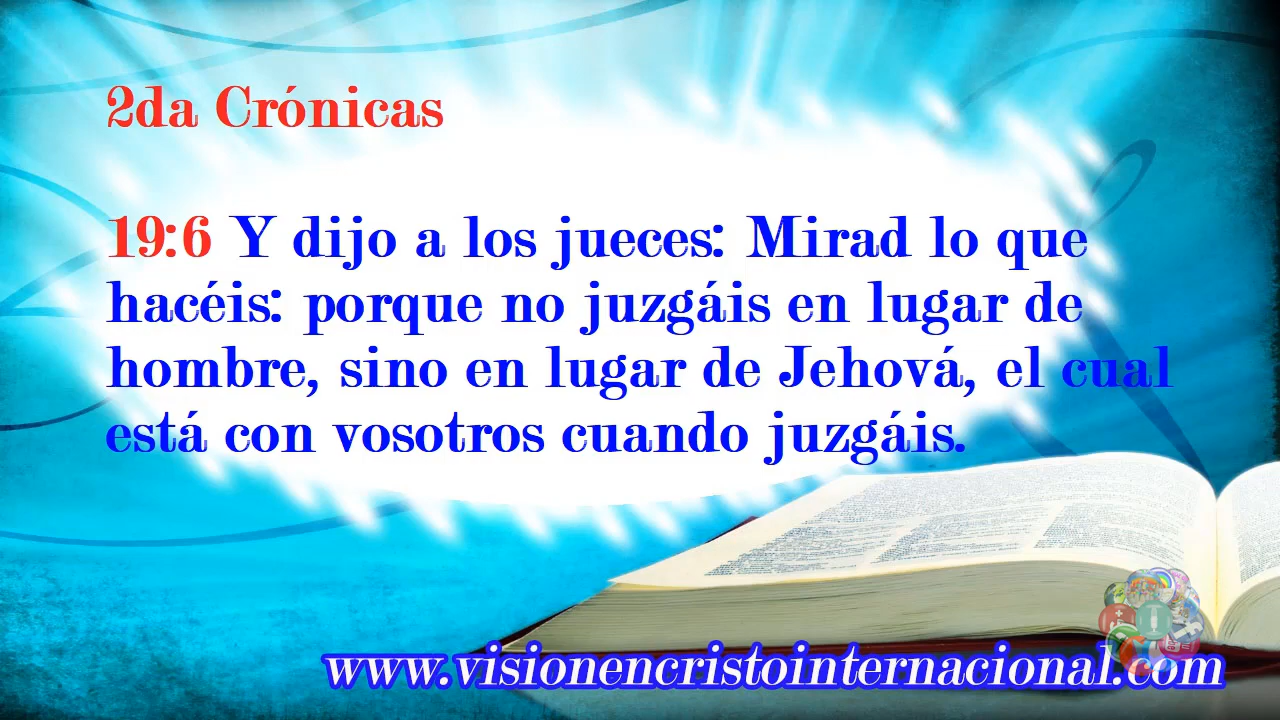 2da Crónicas
19:6 Y dijo a los jueces: Mirad lo que
hacéis: porque no juzgáis en lugar de
hombre, sino en lugar de Jehová, el cual
está con vosotros cuando juzgáis.
www.visionencristointernacional.com